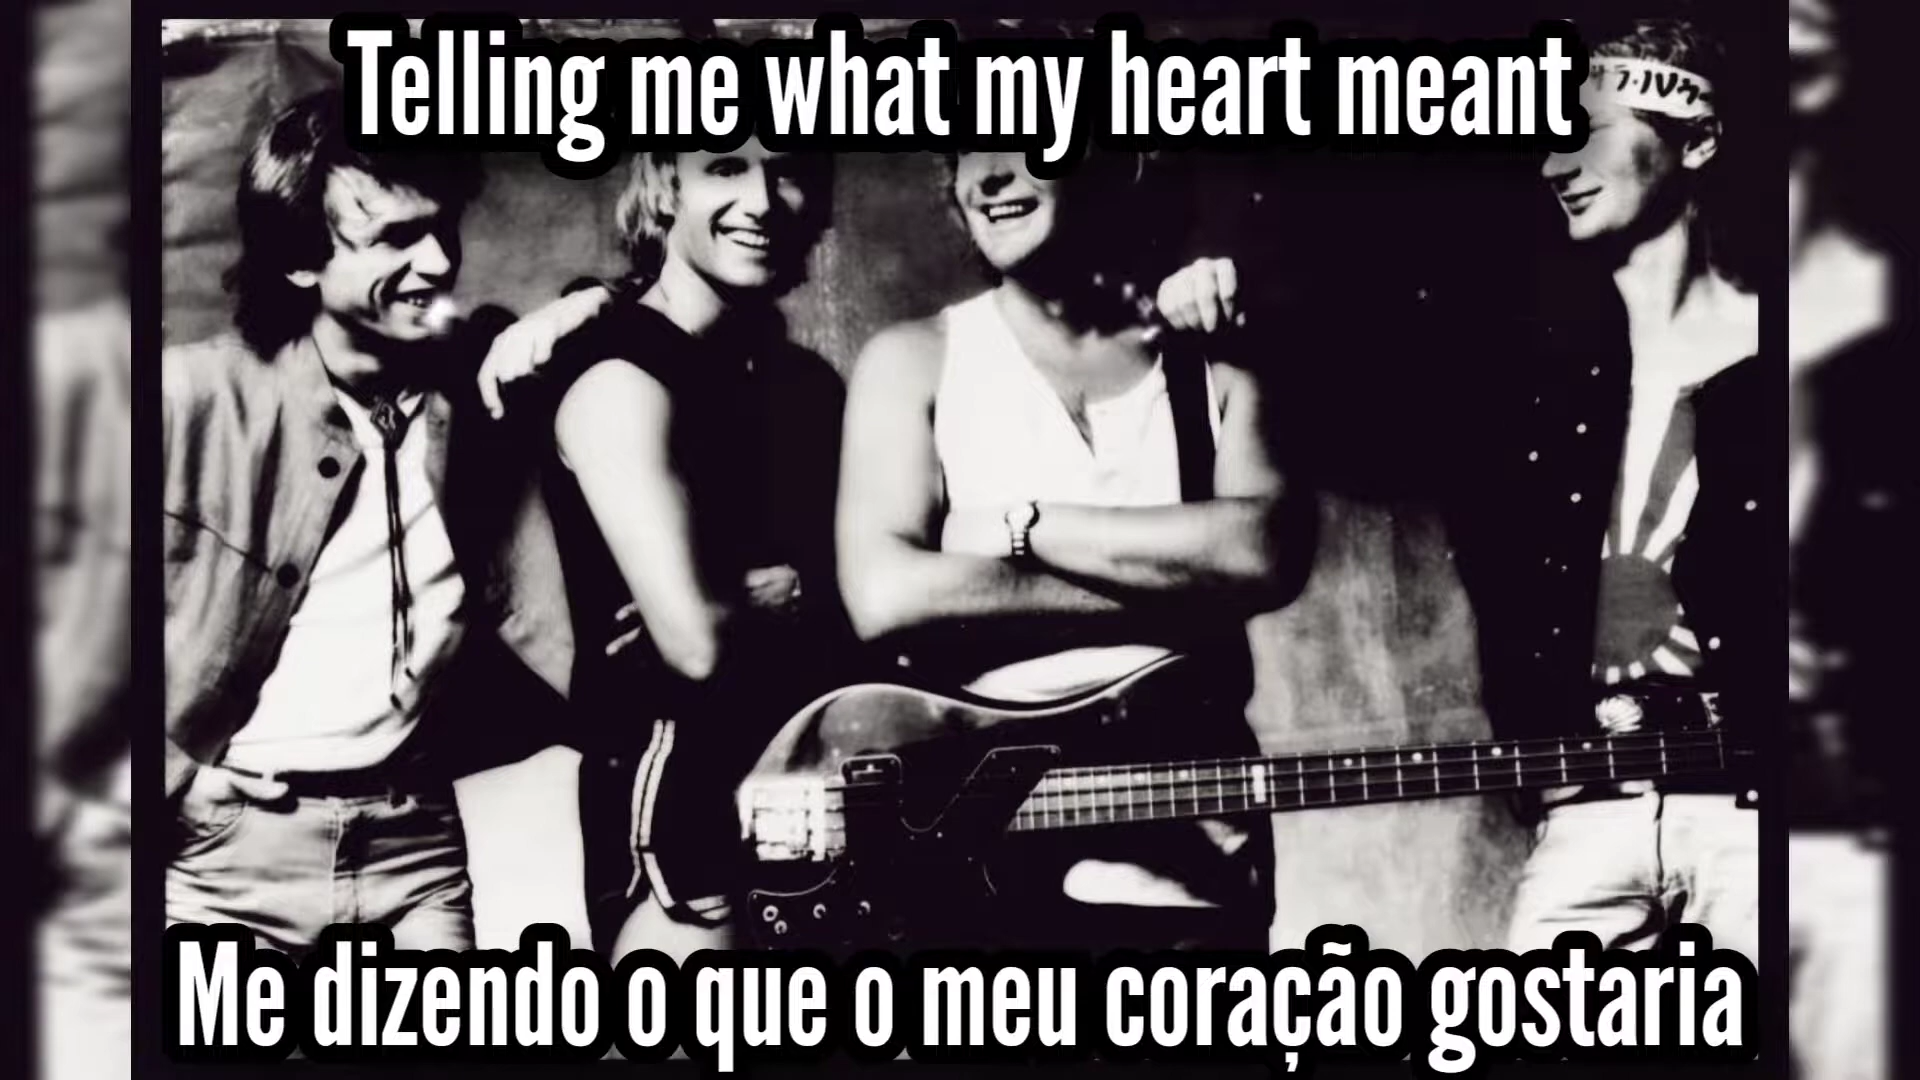 Telling me what my heart meant
Me dizendo o que o meu coração gostaria